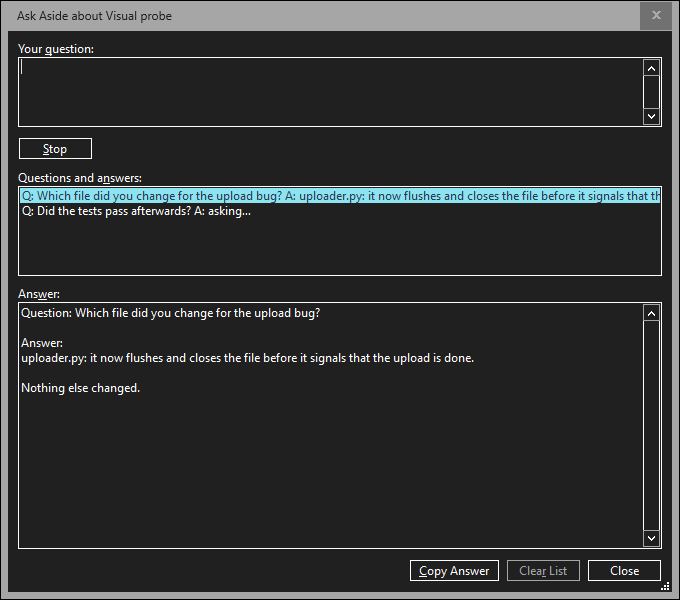 Ask Aside about Visual probe
Your question:
Stop
Questions and answers:
Q: Which file did you change for the upload bug? A: uploader.py: it now flushes and closes the file before it signals that th
Q: Did the tests pass afterwards? A: asking...
Answer:
Question: Which file did you change for the upload bug?
Answer:
uploader.py: it now flushes and closes the file before it signals that the upload is done.
Nothing else changed.
Copy Answer
Clear List
Close